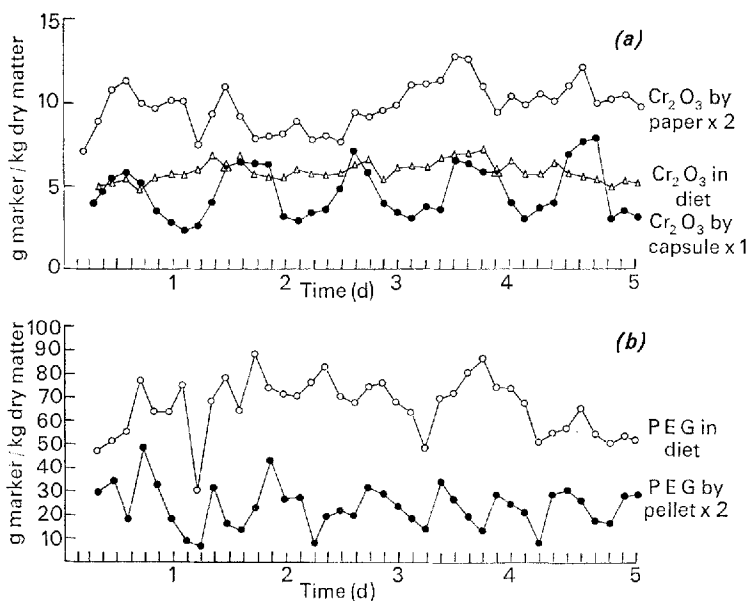 (a)
g marker / kg dry matter
15
10
5
0
Cr₂O₃ by
paper x 2
Cr₂O₃ in
diet
Cr₂O₃ by
capsule x 1
1
2
3
4
5
Time (d)
(b)
g marker / kg dry matter
100
90
80
70
60
50
40
30
20
10
PEG in
diet
PEG by
pellet x 2
1
2
3
4
5
Time (d)